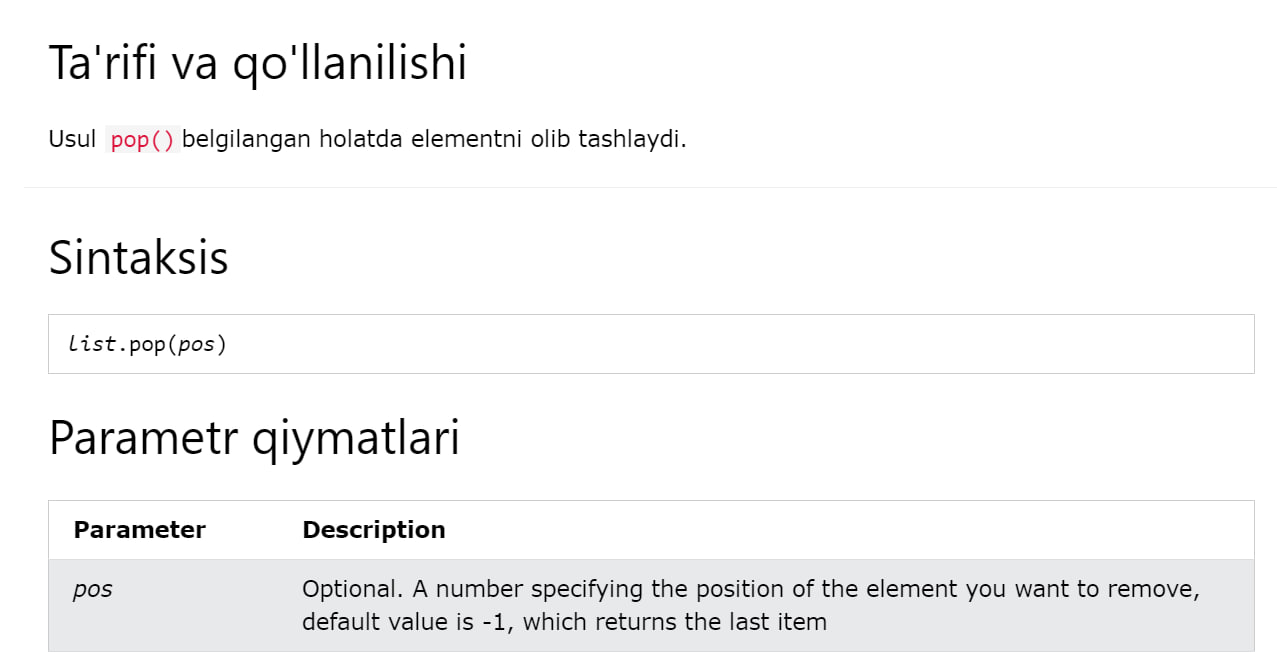 Ta'rifi va qo'llanilishi
Usul pop() belgilangan holatda elementni olib tashlaydi.
Sintaksis
list.pop(pos)
Parametr qiymatlari
Parameter Description
pos Optional. A number specifying the position of the element you want to remove,
default value is -1, which returns the last item